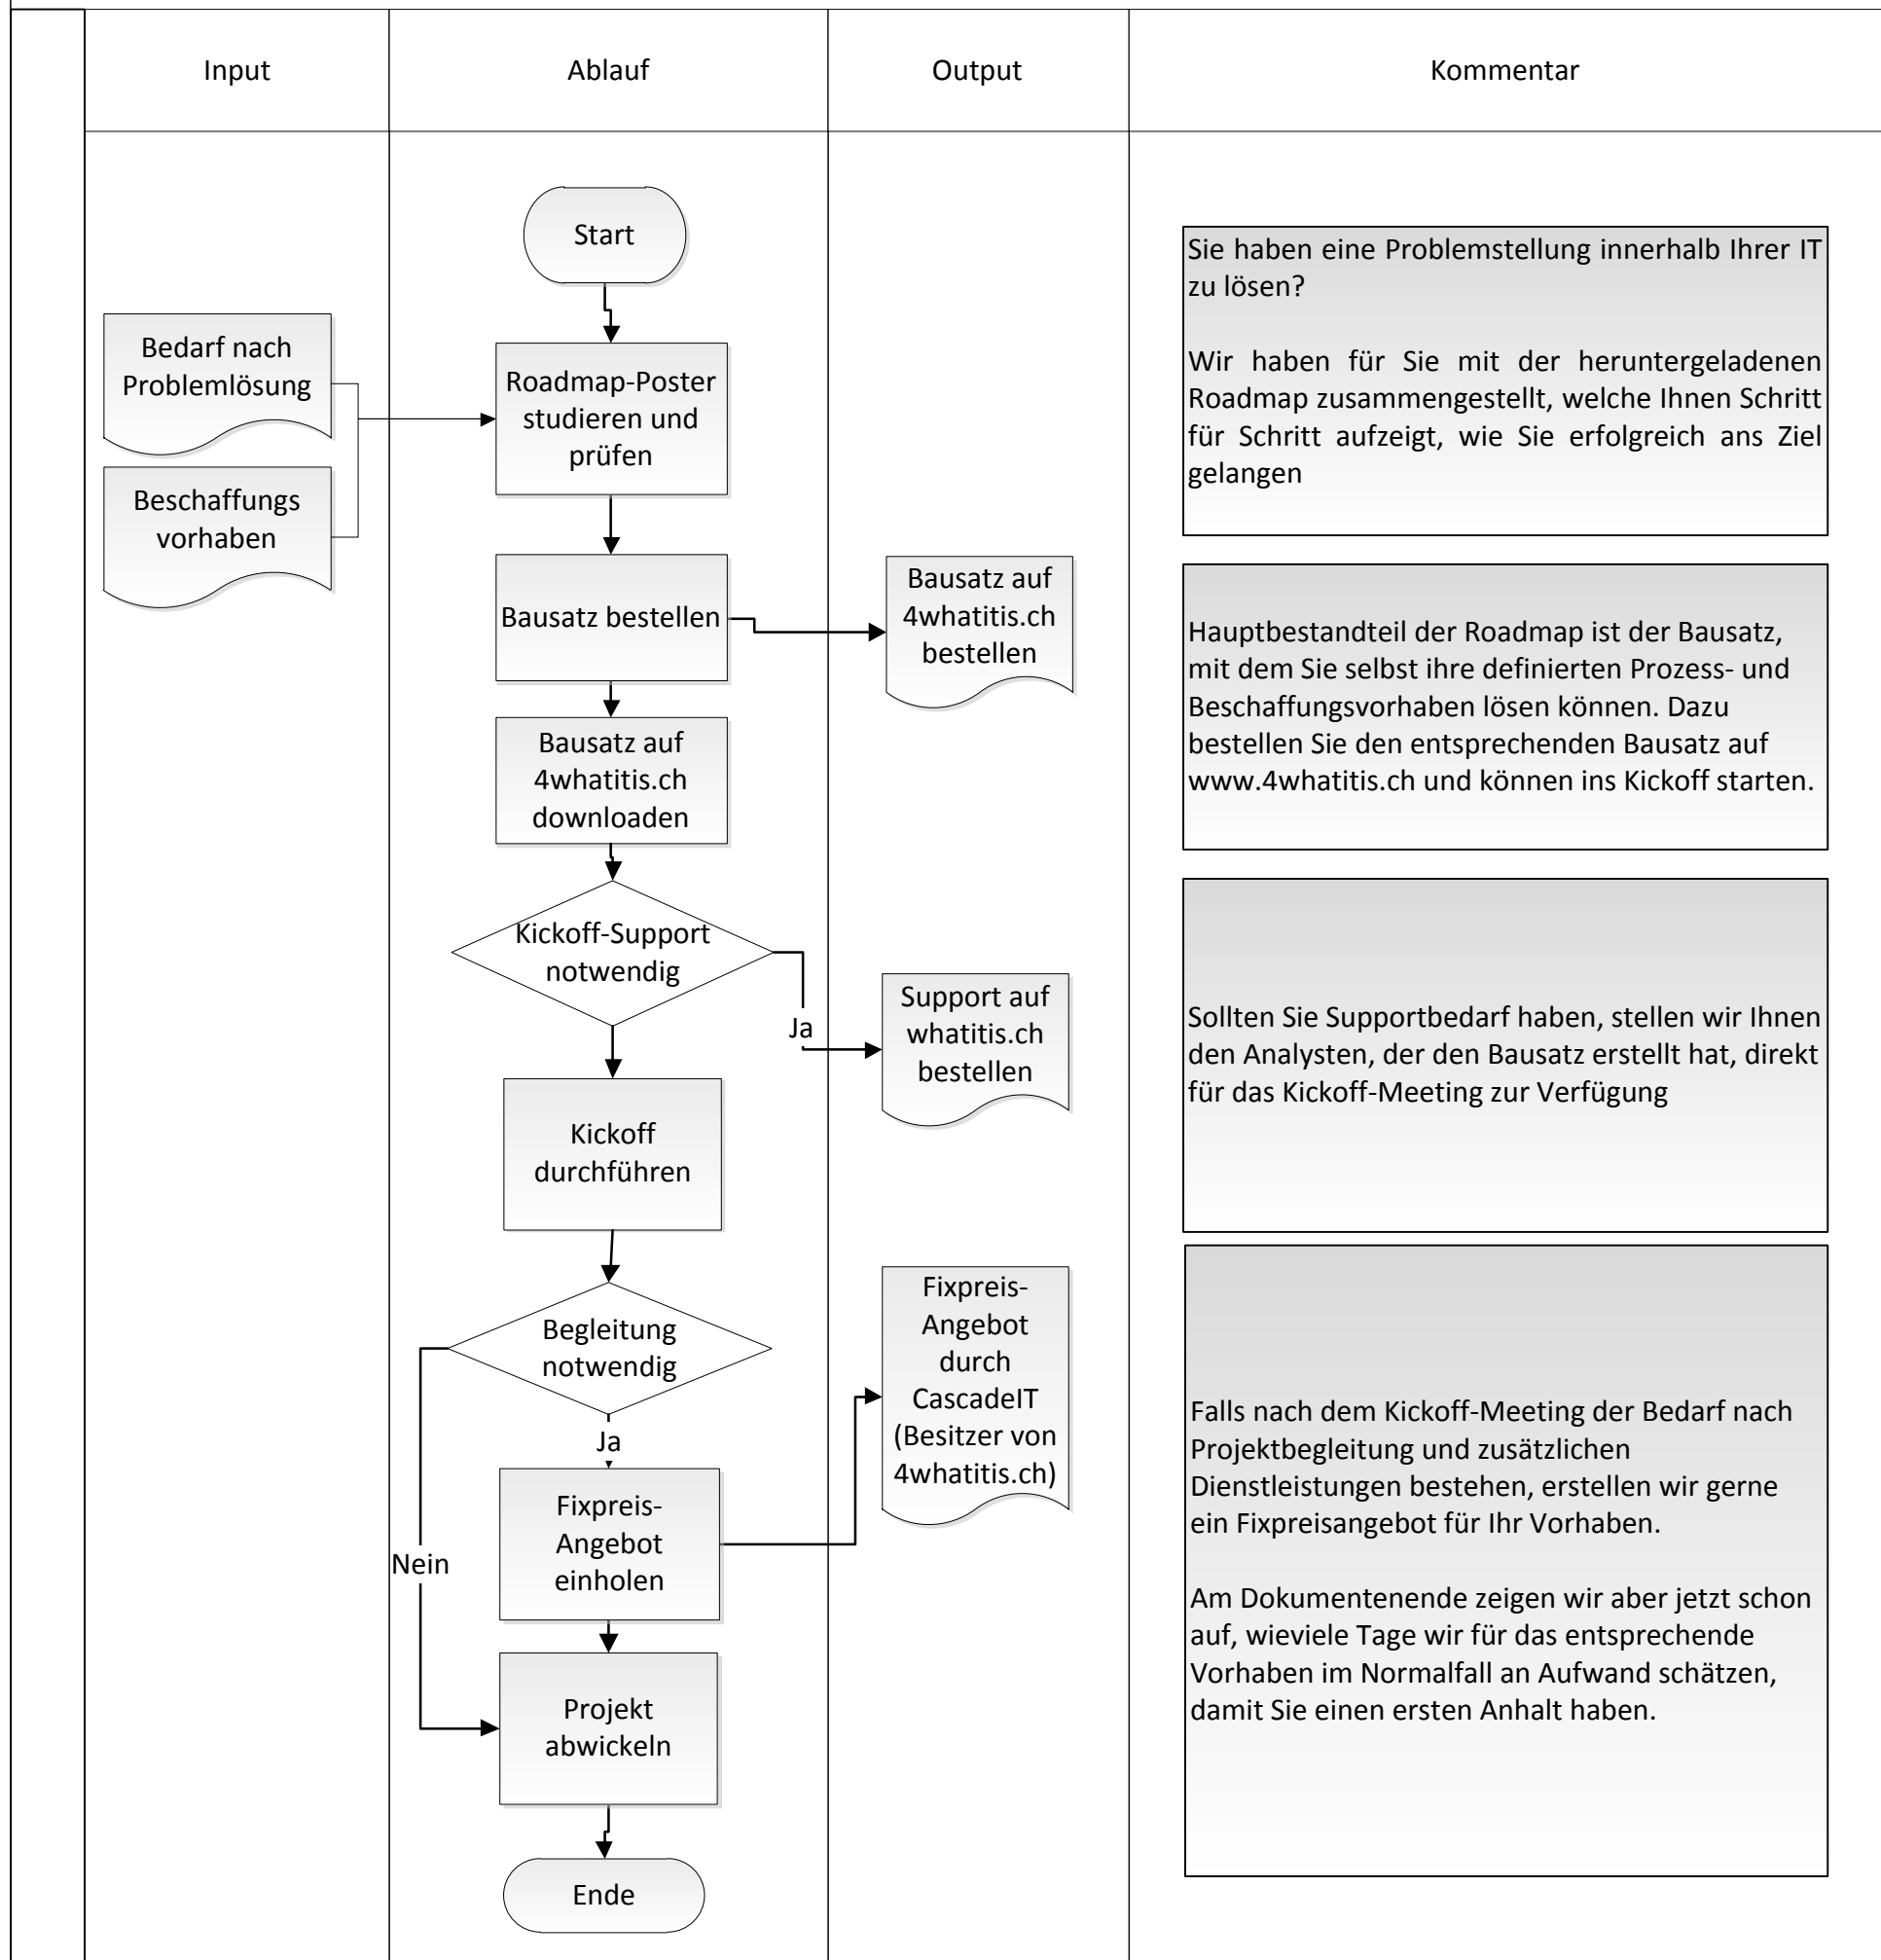 Input
Ablauf
Output
Kommentar
Start
Bedarf nach
Problemlösung
Beschaffungs
vorhaben
Roadmap-Poster
studieren und
prüfen
Sie haben eine Problemstellung innerhalb Ihrer IT
zu lösen?
Wir haben für Sie mit der heruntergeladenen
Roadmap zusammengestellt, welche Ihnen Schritt
für Schritt aufzeigt, wie Sie erfolgreich ans Ziel
gelangen
Bausatz bestellen
Bausatz auf
4whatitis.ch
bestellen
Bausatz auf
4whatitis.ch
downloaden
Hauptbestandteil der Roadmap ist der Bausatz,
mit dem Sie selbst ihre definierten Prozess- und
Beschaffungsvorhaben lösen können. Dazu
bestellen Sie den entsprechenden Bausatz auf
www.4whatitis.ch und können ins Kickoff starten.
Kickoff-Support
notwendig
Ja
Support auf
whatitis.ch
bestellen
Sollten Sie Supportbedarf haben, stellen wir Ihnen
den Analysten, der den Bausatz erstellt hat, direkt
für das Kickoff-Meeting zur Verfügung
Kickoff
durchführen
Begleitung
notwendig
Ja
Nein
Fixpreis-
Angebot
einholen
Fixpreis-
Angebot
durch
CascadeIT
(Besitzer von
4whatitis.ch)
Falls nach dem Kickoff-Meeting der Bedarf nach
Projektbegleitung und zusätzlichen
Dienstleistungen bestehen, erstellen wir gerne
ein Fixpreisangebot für Ihr Vorhaben.
Am Dokumentenende zeigen wir aber jetzt schon
auf, wieviele Tage wir für das entsprechende
Vorhaben im Normalfall an Aufwand schätzen,
damit Sie einen ersten Anhalt haben.
Projekt
abwickeln
Ende